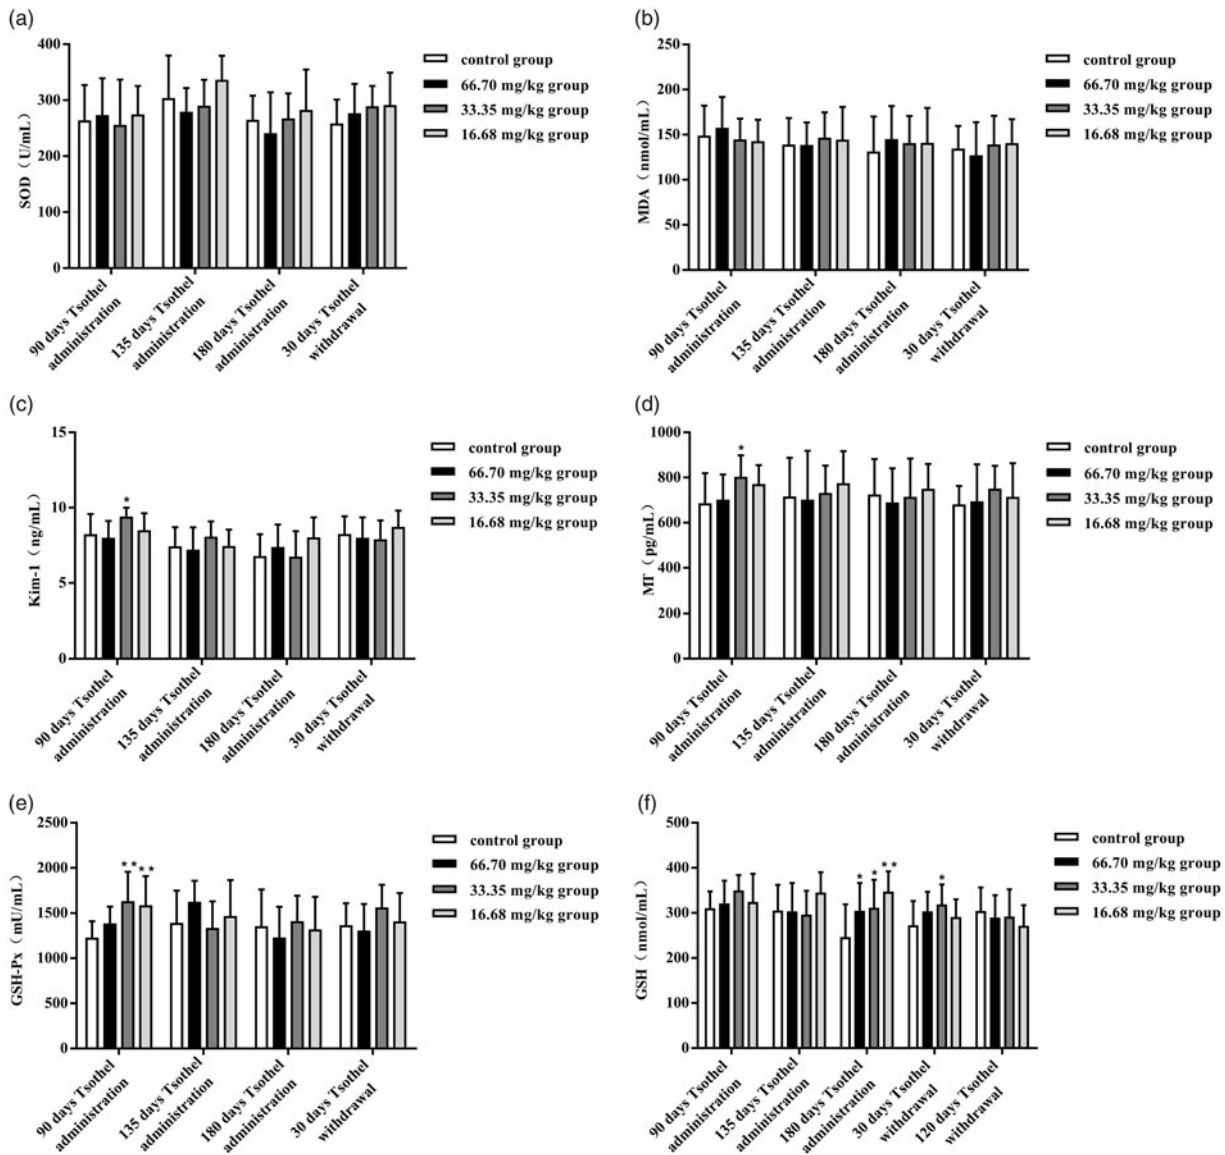 (a)
400
300
200
100
0
SOD（U/mL）
control group
66.70 mg/kg group
33.35 mg/kg group
16.68 mg/kg group
90 days Tsothel
administration
135 days Tsothel
administration
180 days Tsothel
administration
30 days Tsothel
withdrawal
(b)
250
200
150
100
50
0
MDA（nmol/mL）
control group
66.70 mg/kg group
33.35 mg/kg group
16.68 mg/kg group
90 days Tsothel
administration
135 days Tsothel
administration
180 days Tsothel
administration
30 days Tsothel
withdrawal
(c)
15
10
5
0
Kim-1（ng/mL）
*
control group
66.70 mg/kg group
33.35 mg/kg group
16.68 mg/kg group
90 days Tsothel
administration
135 days Tsothel
administration
180 days Tsothel
administration
30 days Tsothel
withdrawal
(d)
1000
800
600
400
200
0
MT（pg/mL）
*
control group
66.70 mg/kg group
33.35 mg/kg group
16.68 mg/kg group
90 days Tsothel
administration
135 days Tsothel
administration
180 days Tsothel
administration
30 days Tsothel
withdrawal
(e)
2500
2000
1500
1000
500
0
GSH-Px（mU/mL）
** **
control group
66.70 mg/kg group
33.35 mg/kg group
16.68 mg/kg group
90 days Tsothel
administration
135 days Tsothel
administration
180 days Tsothel
administration
30 days Tsothel
withdrawal
(f)
500
400
300
200
100
0
GSH（nmol/mL）
* * ** *
control group
66.70 mg/kg group
33.35 mg/kg group
16.68 mg/kg group
90 days Tsothel
administration
135 days Tsothel
administration
180 days Tsothel
administration
30 days Tsothel
withdrawal
120 days Tsothel
withdrawal